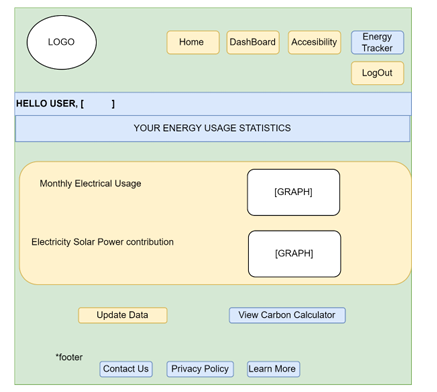 LOGO
Home
DashBoard
Accesibility
Energy
Tracker
LogOut
HELLO USER, [ ]
YOUR ENERGY USAGE STATISTICS
Monthly Electrical Usage
[GRAPH]
Electricity Solar Power contribution
[GRAPH]
Update Data
View Carbon Calculator
*footer
Contact Us
Privacy Policy
Learn More